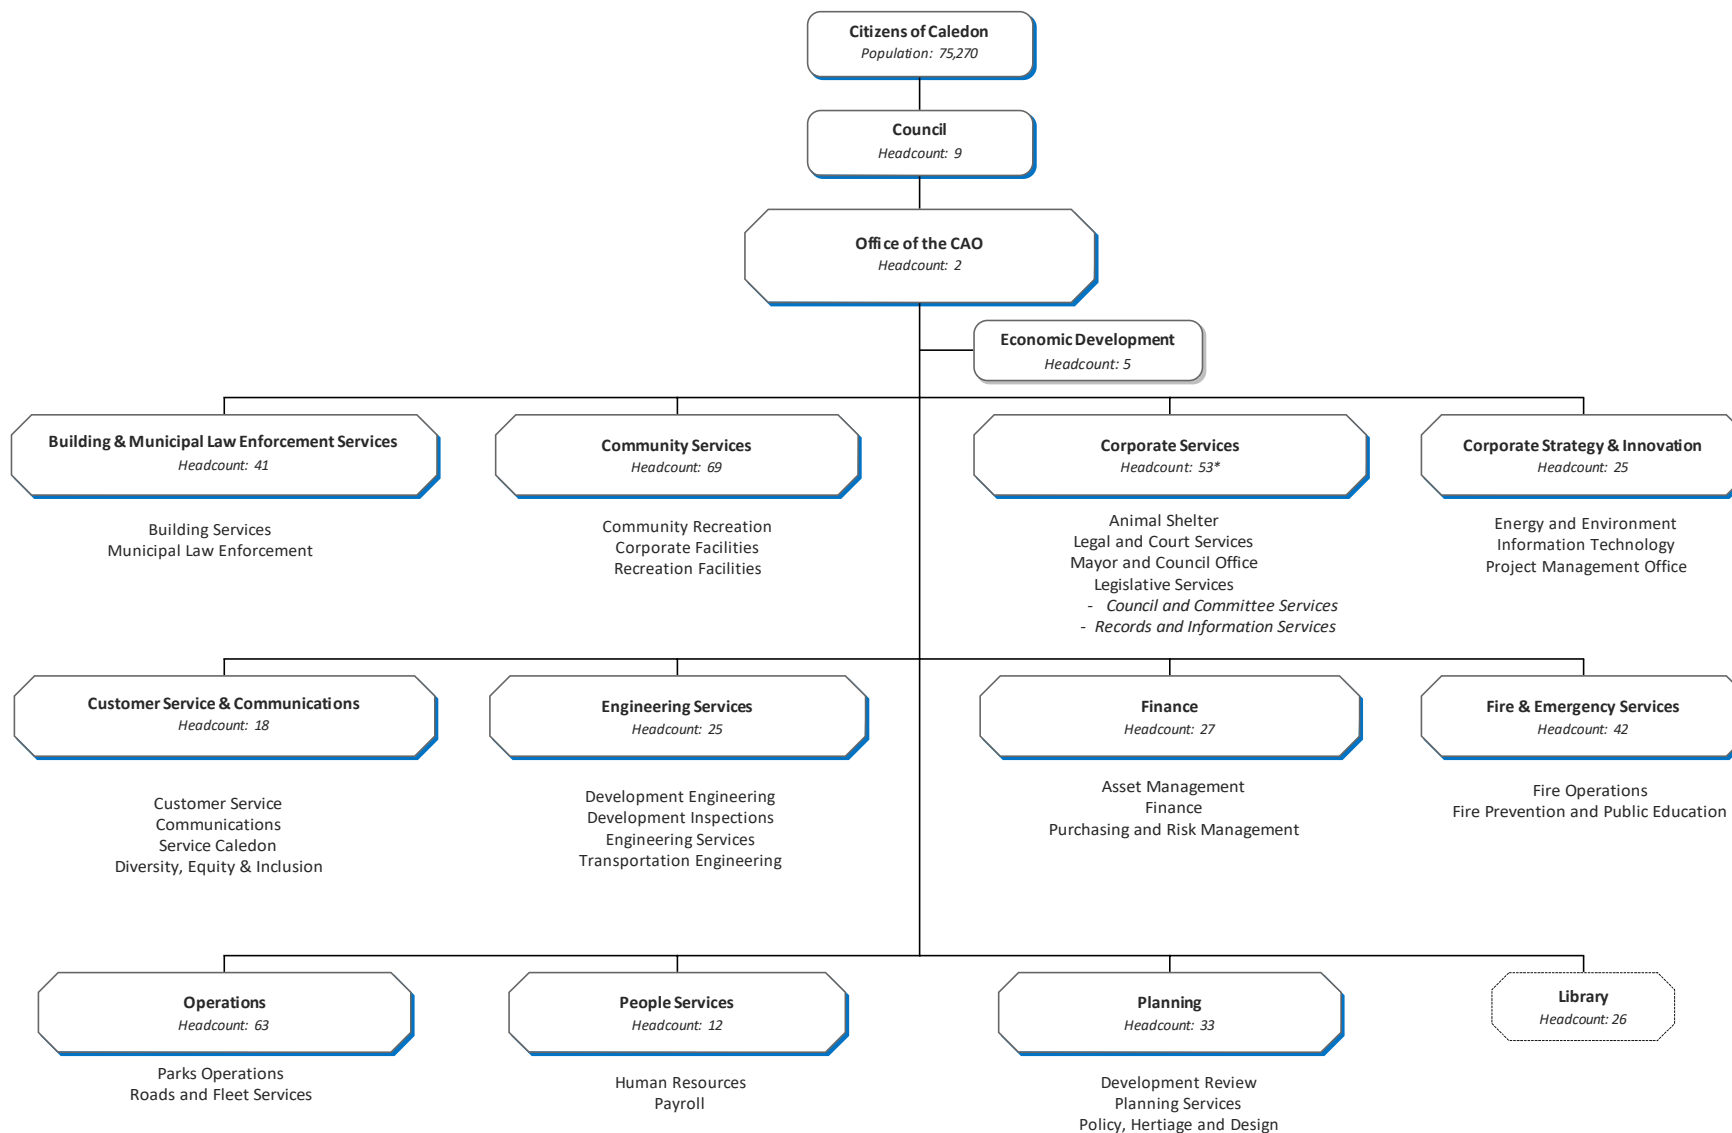 Citizens of Caledon
Population: 75,270
Council
Headcount: 9
Office of the CAO
Headcount: 2
Economic Development
Headcount: 5
Building & Municipal Law Enforcement Services
Headcount: 41
Building Services
Municipal Law Enforcement
Community Services
Headcount: 69
Community Recreation
Corporate Facilities
Recreation Facilities
Corporate Services
Headcount: 53*
Animal Shelter
Legal and Court Services
Mayor and Council Office
Legislative Services
- Council and Committee Services
- Records and Information Services
Corporate Strategy & Innovation
Headcount: 25
Energy and Environment
Information Technology
Project Management Office
Customer Service & Communications
Headcount: 18
Customer Service
Communications
Service Caledon
Diversity, Equity & Inclusion
Engineering Services
Headcount: 25
Development Engineering
Development Inspections
Engineering Services
Transportation Engineering
Finance
Headcount: 27
Asset Management
Finance
Purchasing and Risk Management
Fire & Emergency Services
Headcount: 42
Fire Operations
Fire Prevention and Public Education
Operations
Headcount: 63
Parks Operations
Roads and Fleet Services
People Services
Headcount: 12
Human Resources
Payroll
Planning
Headcount: 33
Development Review
Planning Services
Policy, Hertiage and Design
Library
Headcount: 26